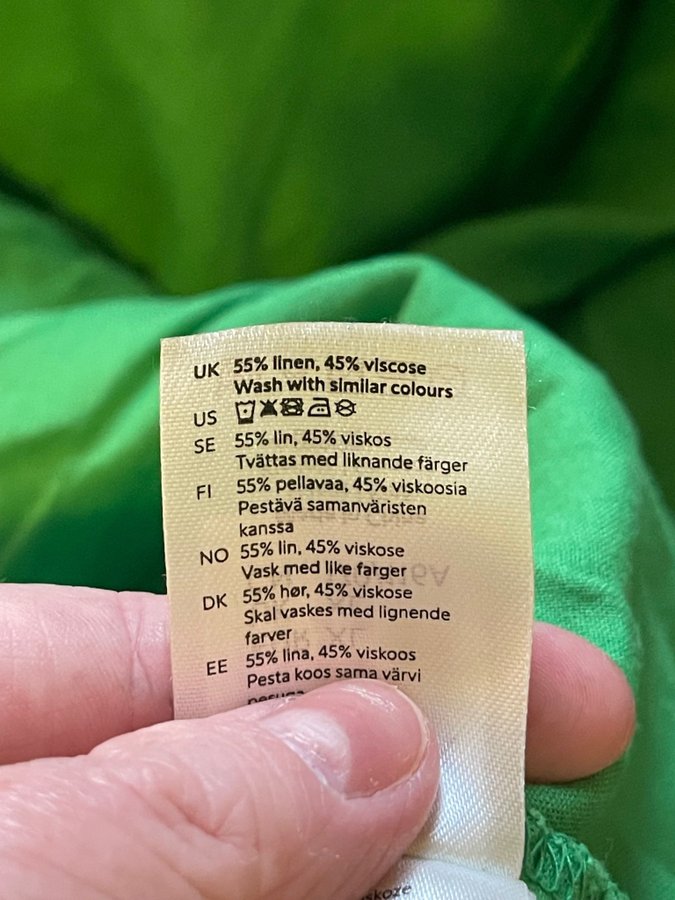 UK 55% linen, 45% viscose
Wash with similar colours
US
SE 55% lin, 45% viskos
Tvättas med liknande färger
FI 55% pellavaa, 45% viskoosia
Pestävä samanväristen
kanssa
NO 55% lin, 45% viskose
Vask med like farger
DK 55% hør, 45% viskose
Skal vaskes med lignende
farver
EE 55% lina, 45% viskoos
Pesta koos sama värvi